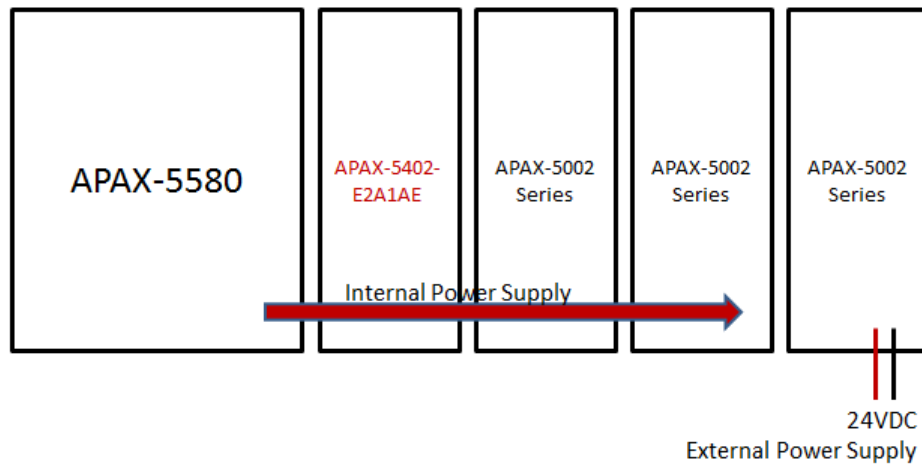 APAX-5580
APAX-5402-
E2A1AE
APAX-5002
Series
APAX-5002
Series
APAX-5002
Series
Internal Power Supply
24VDC
External Power Supply